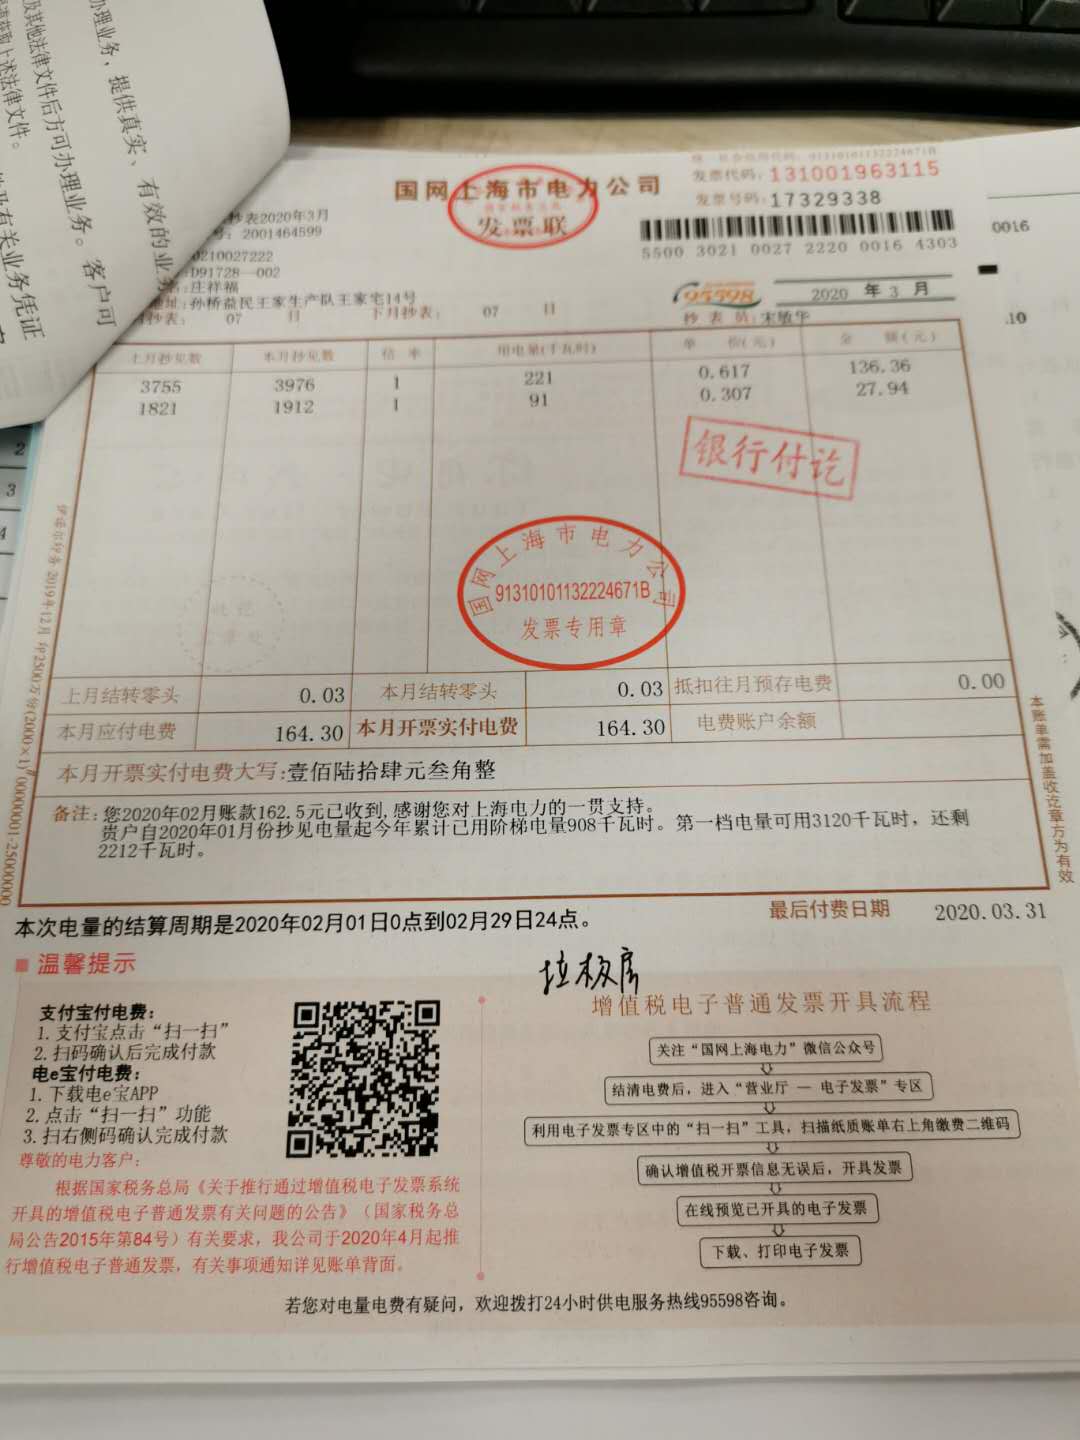 办理业务，提供真实、有效的业务
及其他法律文件后方可办理业务。客户可
获取上述法律文件。
及有关业务凭证
国网上海市电力公司
发票联
发票代码：131001963115
发票号码：17329338
5500 3021 0027 2220 0016 4303
0016
抄表2020年3月
号：2001464599
0210027222
D91728-002
名：庄祥福
地址：孙桥益民王家生产队王家宅14号
抄表： 07 日 下月抄表： 07 日
95598
2020 年 3 月
抄表员：宋敏华
.10
上月抄见数 本月抄见数 倍率 用电量(千瓦时) 单 价(元) 金 额(元)
3755 3976 1 221 0.617 136.36
1821 1912 1 91 0.307 27.94
银行付讫
国网上海市电力公司
91310101132224671B
发票专用章
上月结转零头 0.03 本月结转零头 0.03 抵扣往月预存电费 0.00
本月应付电费 164.30 本月开票实付电费 164.30 电费账户余额
本月开票实付电费大写：壹佰陆拾肆元叁角整
备注：您2020年02月账款162.5元已收到,感谢您对上海电力的一贯支持。
贵户自2020年01月份抄见电量起今年累计已用阶梯电量908千瓦时。第一档电量可用3120千瓦时，还剩
2212千瓦时。
本账单需加盖收讫章方为有效
本次电量的结算周期是2020年02月01日0点到02月29日24点。
最后付费日期 2020.03.31
温馨提示
支付宝付电费：
1.支付宝点击“扫一扫”
2.扫码确认后完成付款
电e宝付电费：
1.下载电e宝APP
2.点击“扫一扫”功能
3.扫右侧码确认完成付款
尊敬的电力客户：
根据国家税务总局《关于推行通过增值税电子发票系统
开具的增值税电子普通发票有关问题的公告》（国家税务总
局公告2015年第84号）有关要求，我公司于2020年4月起推
行增值税电子普通发票，有关事项通知详见账单背面。
增值税电子普通发票开具流程
关注“国网上海电力”微信公众号
结清电费后，进入“营业厅 — 电子发票”专区
利用电子发票专区中的“扫一扫”工具，扫描纸质账单右上角缴费二维码
确认增值税开票信息无误后，开具发票
在线预览已开具的电子发票
下载、打印电子发票
若您对电量电费有疑问，欢迎拨打24小时供电服务热线95598咨询。